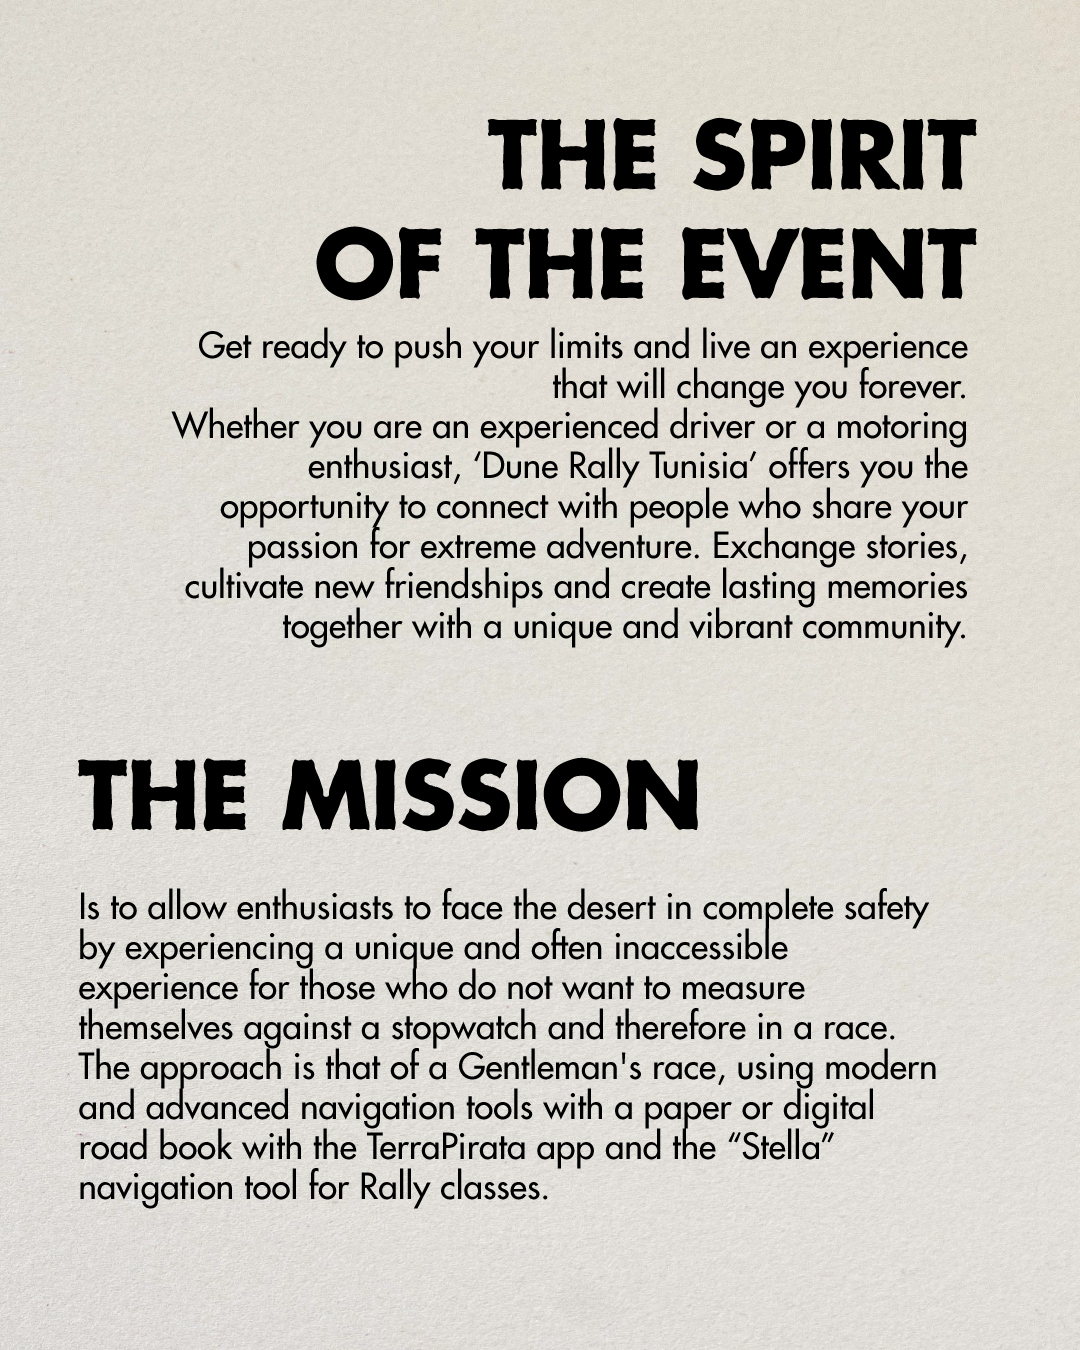 THE SPIRIT
OF THE EVENT
Get ready to push your limits and live an experience
that will change you forever.
Whether you are an experienced driver or a motoring
enthusiast, ‘Dune Rally Tunisia’ offers you the
opportunity to connect with people who share your
passion for extreme adventure. Exchange stories,
cultivate new friendships and create lasting memories
together with a unique and vibrant community.
THE MISSION
Is to allow enthusiasts to face the desert in complete safety
by experiencing a unique and often inaccessible
experience for those who do not want to measure
themselves against a stopwatch and therefore in a race.
The approach is that of a Gentleman's race, using modern
and advanced navigation tools with a paper or digital
road book with the TerraPirata app and the “Stella”
navigation tool for Rally classes.